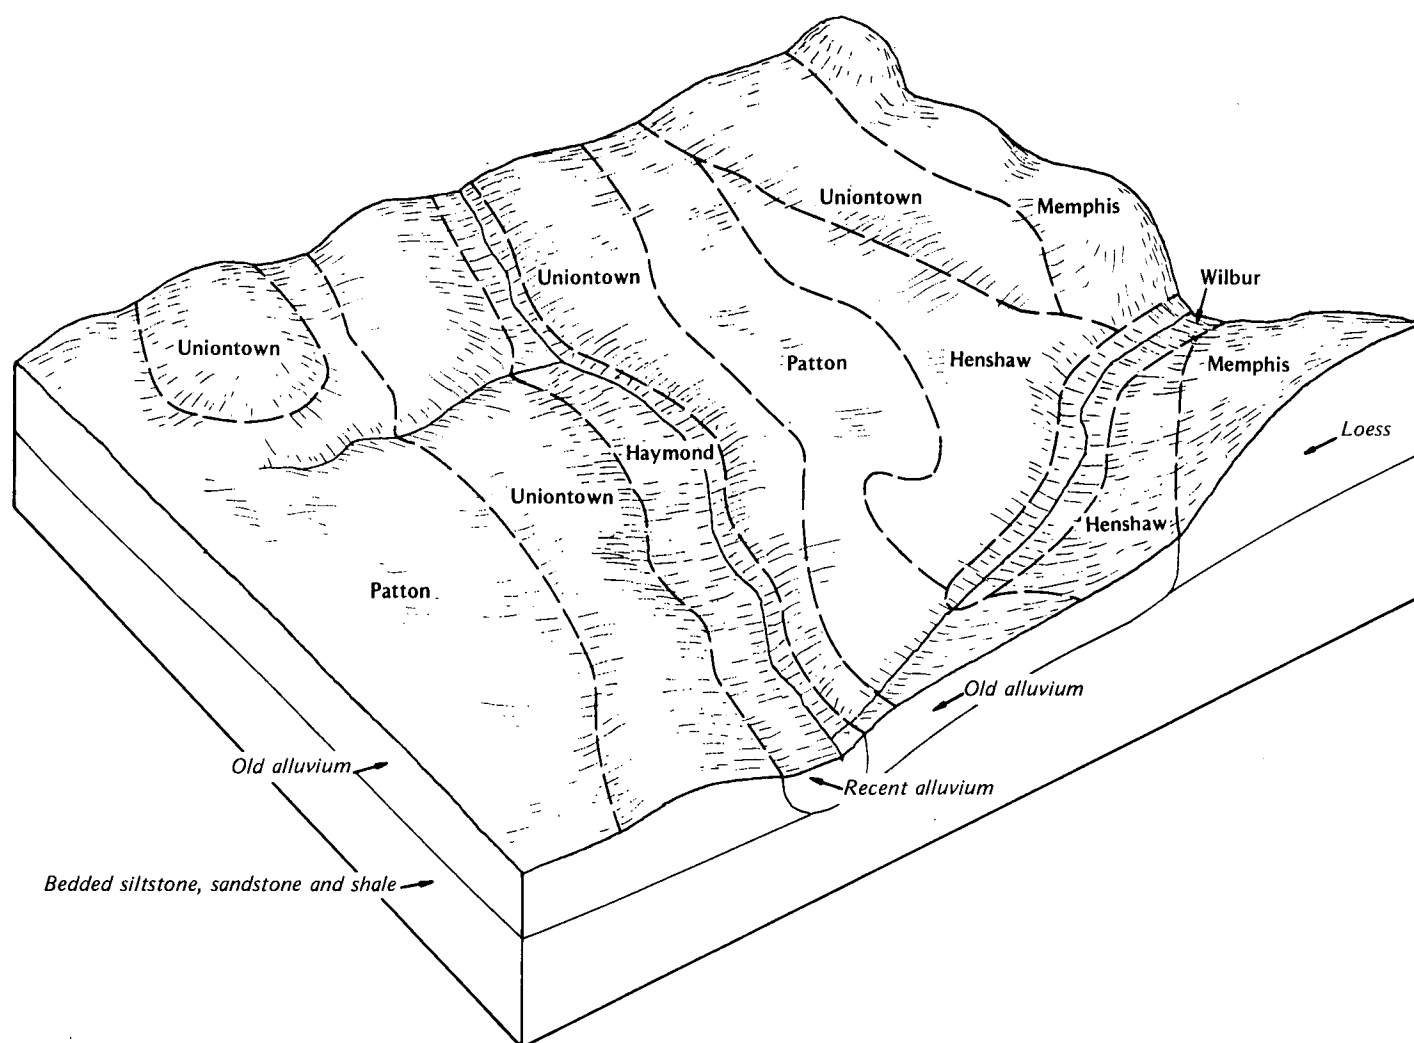 Uniontown
Memphis
Wilbur
Uniontown
Uniontown
Patton
Henshaw
Memphis
Loess
Haymond
Uniontown
Henshaw
Patton
Old alluvium
Old alluvium
Recent alluvium
Bedded siltstone, sandstone and shale